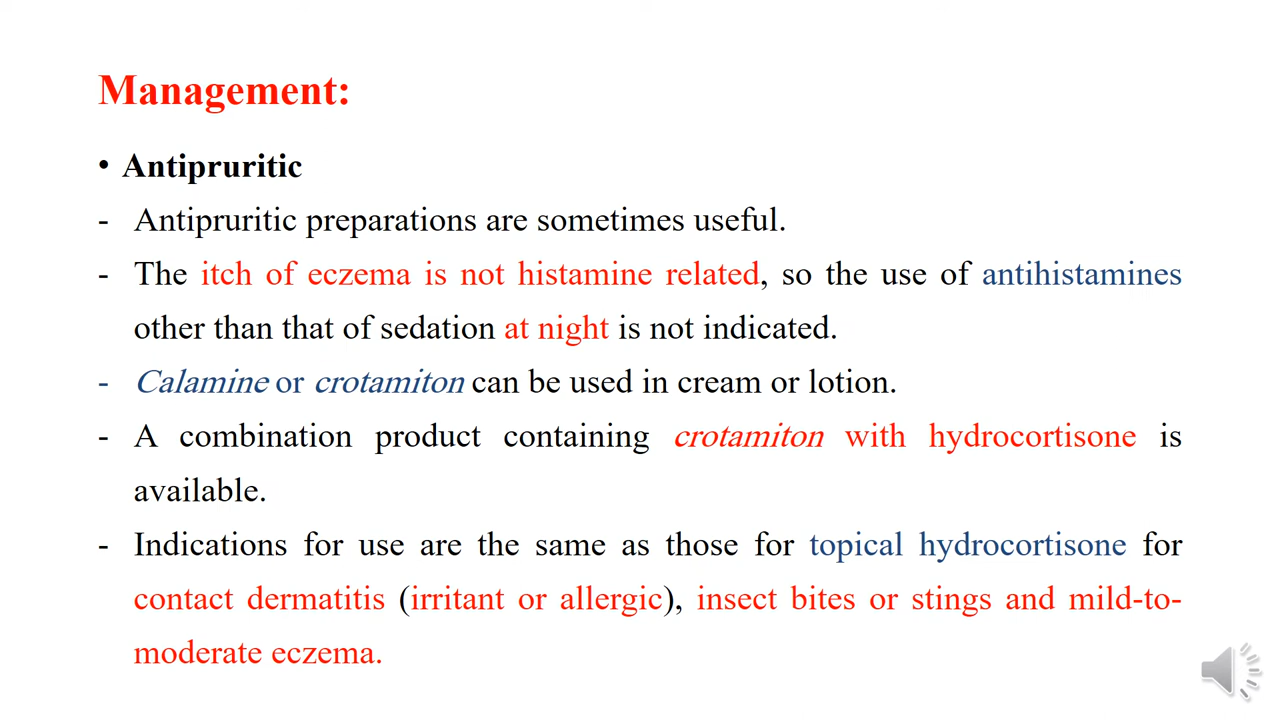 Management:
• Antipruritic
- Antipruritic preparations are sometimes useful.
- The itch of eczema is not histamine related, so the use of antihistamines
other than that of sedation at night is not indicated.
- Calamine or crotamiton can be used in cream or lotion.
- A combination product containing crotamiton with hydrocortisone is
available.
- Indications for use are the same as those for topical hydrocortisone for
contact dermatitis (irritant or allergic), insect bites or stings and mild-to-
moderate eczema.